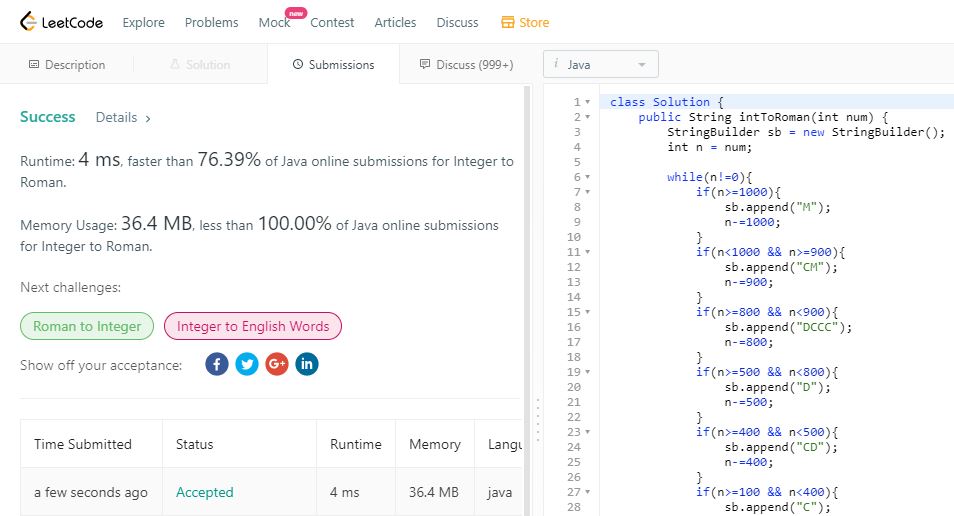 LeetCode Explore Problems Mock new Contest Articles Discuss Store
Description Solution Submissions Discuss (999+)
Success Details >
Runtime: 4 ms, faster than 76.39% of Java online submissions for Integer to
Roman.
Memory Usage: 36.4 MB, less than 100.00% of Java online submissions
for Integer to Roman.
Next challenges:
Roman to Integer Integer to English Words
Show off your acceptance: f G+ in
Time Submitted Status Runtime Memory Langu
a few seconds ago Accepted 4 ms 36.4 MB java
i Java
1 class Solution {
2 public String intToRoman(int num) {
3 StringBuilder sb = new StringBuilder();
4 int n = num;
5
6 while(n!=0){
7 if(n>=1000){
8 sb.append("M");
9 n-=1000;
10 }
11 if(n<1000 && n>=900){
12 sb.append("CM");
13 n-=900;
14 }
15 if(n>=800 && n<900){
16 sb.append("DCCC");
17 n-=800;
18 }
19 if(n>=500 && n<800){
20 sb.append("D");
21 n-=500;
22 }
23 if(n>=400 && n<500){
24 sb.append("CD");
25 n-=400;
26 }
27 if(n>=100 && n<400){
28 sb.append("C");